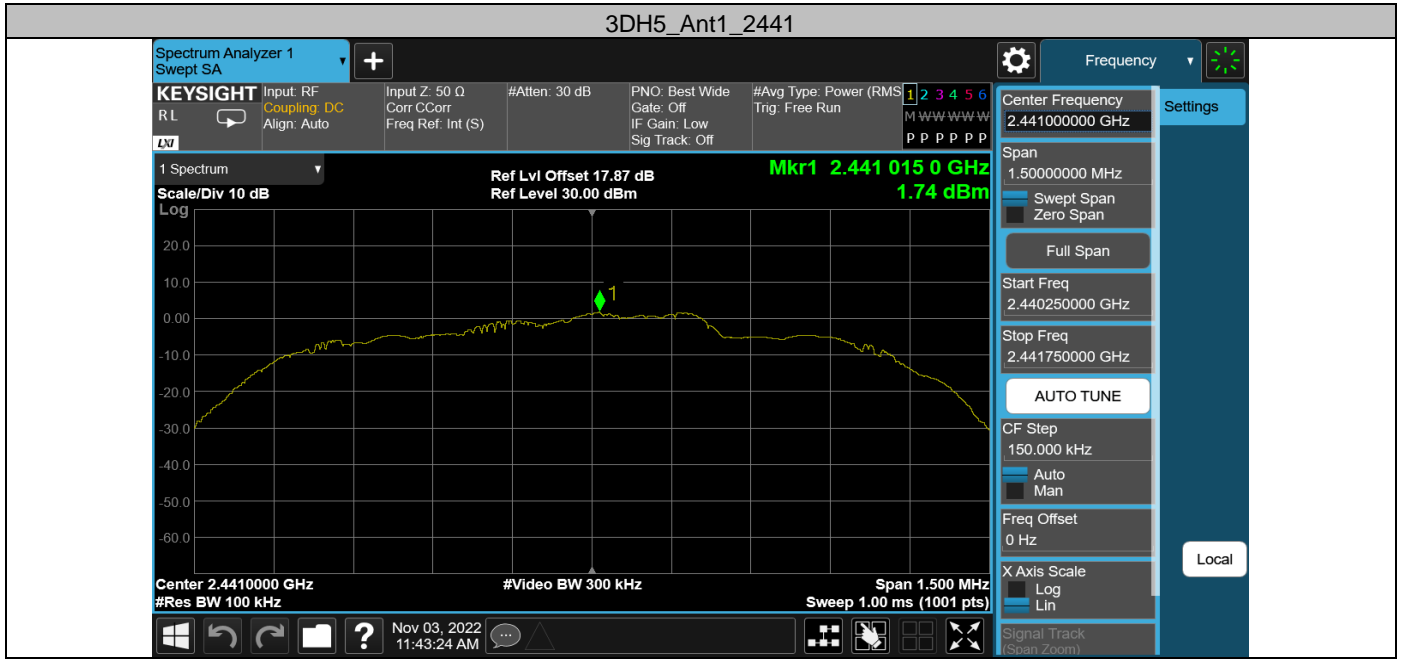 3DH5_Ant1_2441
Spectrum Analyzer 1
Swept SA
+
Frequency
KEYSIGHT
RL
LXI
Input: RF
Coupling: DC
Align: Auto
Input Z: 50 Ω
Corr CCorr
Freq Ref: Int (S)
#Atten: 30 dB
PNO: Best Wide
Gate: Off
IF Gain: Low
Sig Track: Off
#Avg Type: Power (RMS
Trig: Free Run
1 2 3 4 5 6
M W W W W W
P P P P P P
1 Spectrum
Scale/Div 10 dB
Log
Ref Lvl Offset 17.87 dB
Ref Level 30.00 dBm
Mkr1 2.441 015 0 GHz
1.74 dBm
20.0
10.0
0.00
-10.0
-20.0
-30.0
-40.0
-50.0
-60.0
1
Center 2.4410000 GHz
#Res BW 100 kHz
#Video BW 300 kHz
Span 1.500 MHz
Sweep 1.00 ms (1001 pts)
Center Frequency
2.441000000 GHz
Span
1.50000000 MHz
Swept Span
Zero Span
Full Span
Start Freq
2.440250000 GHz
Stop Freq
2.441750000 GHz
AUTO TUNE
CF Step
150.000 kHz
Auto
Man
Freq Offset
0 Hz
X Axis Scale
Log
Lin
Signal Track
(Span Zoom)
Settings
Local
?
Nov 03, 2022
11:43:24 AM